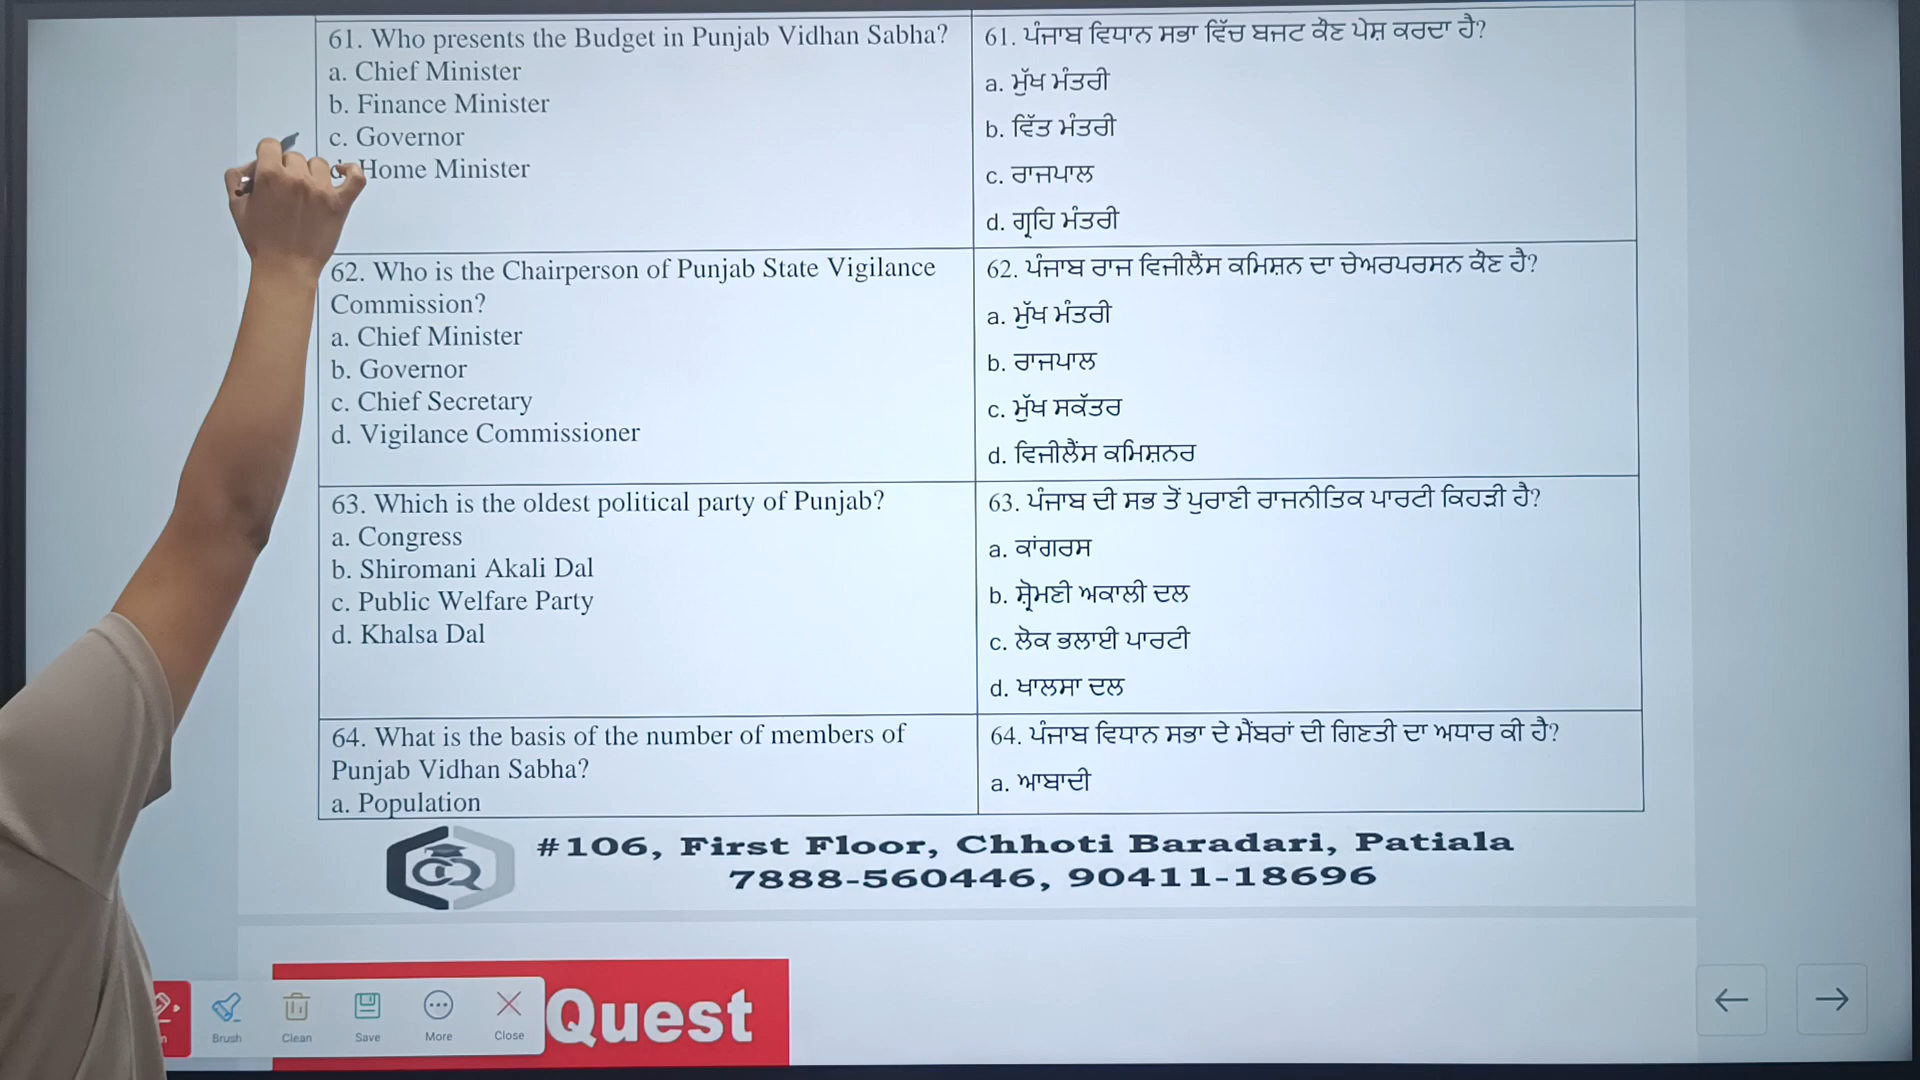 61. Who presents the Budget in Punjab Vidhan Sabha?
a. Chief Minister
b. Finance Minister
c. Governor
d. Home Minister
61. ਪੰਜਾਬ ਵਿਧਾਨ ਸਭਾ ਵਿੱਚ ਬਜਟ ਕੌਣ ਪੇਸ਼ ਕਰਦਾ ਹੈ?
a. ਮੁੱਖ ਮੰਤਰੀ
b. ਵਿੱਤ ਮੰਤਰੀ
c. ਰਾਜਪਾਲ
d. ਗ੍ਰਹਿ ਮੰਤਰੀ
62. Who is the Chairperson of Punjab State Vigilance
Commission?
a. Chief Minister
b. Governor
c. Chief Secretary
d. Vigilance Commissioner
62. ਪੰਜਾਬ ਰਾਜ ਵਿਜੀਲੈਂਸ ਕਮਿਸ਼ਨ ਦਾ ਚੇਅਰਪਰਸਨ ਕੌਣ ਹੈ?
a. ਮੁੱਖ ਮੰਤਰੀ
b. ਰਾਜਪਾਲ
c. ਮੁੱਖ ਸਕੱਤਰ
d. ਵਿਜੀਲੈਂਸ ਕਮਿਸ਼ਨਰ
63. Which is the oldest political party of Punjab?
a. Congress
b. Shiromani Akali Dal
c. Public Welfare Party
d. Khalsa Dal
63. ਪੰਜਾਬ ਦੀ ਸਭ ਤੋਂ ਪੁਰਾਣੀ ਰਾਜਨੀਤਿਕ ਪਾਰਟੀ ਕਿਹੜੀ ਹੈ?
a. ਕਾਂਗਰਸ
b. ਸ਼੍ਰੋਮਣੀ ਅਕਾਲੀ ਦਲ
c. ਲੋਕ ਭਲਾਈ ਪਾਰਟੀ
d. ਖਾਲਸਾ ਦਲ
64. What is the basis of the number of members of
Punjab Vidhan Sabha?
a. Population
64. ਪੰਜਾਬ ਵਿਧਾਨ ਸਭਾ ਦੇ ਮੈਂਬਰਾਂ ਦੀ ਗਿਣਤੀ ਦਾ ਅਧਾਰ ਕੀ ਹੈ?
a. ਆਬਾਦੀ
#106, First Floor, Chhoti Baradari, Patiala
7888-560446, 90411-18696
Quest
Brush Clean Save More Close